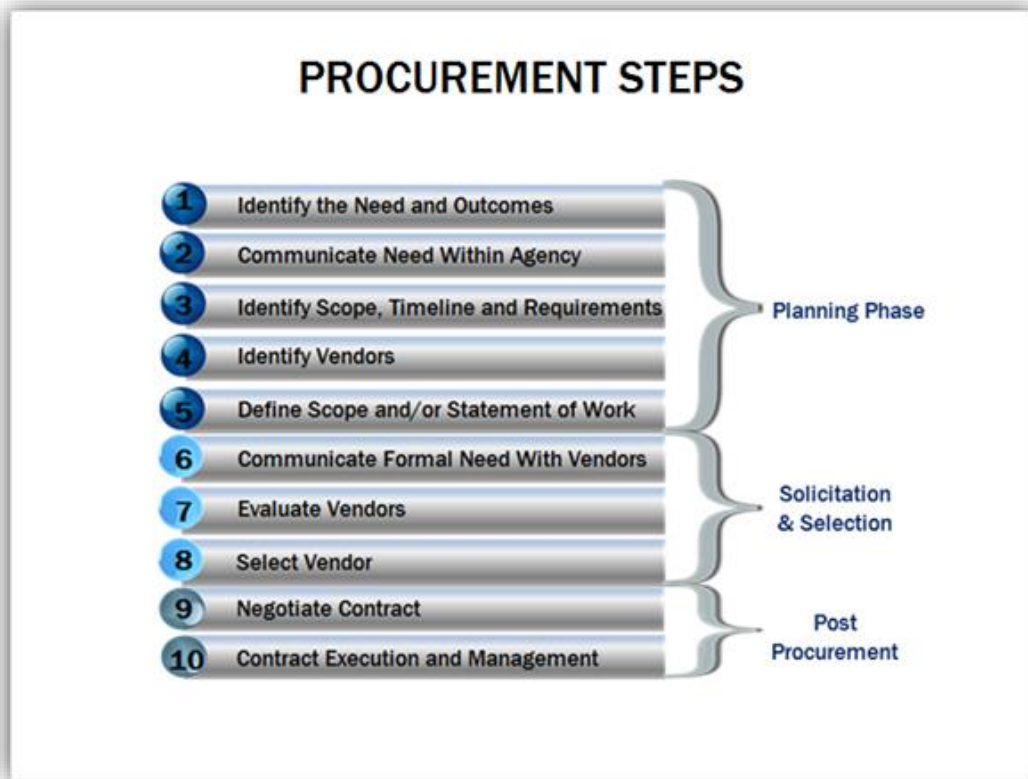 PROCUREMENT STEPS
1 Identify the Need and Outcomes
2 Communicate Need Within Agency
3 Identify Scope, Timeline and Requirements
4 Identify Vendors
5 Define Scope and/or Statement of Work
Planning Phase
6 Communicate Formal Need With Vendors
7 Evaluate Vendors
8 Select Vendor
Solicitation
& Selection
9 Negotiate Contract
10 Contract Execution and Management
Post
Procurement